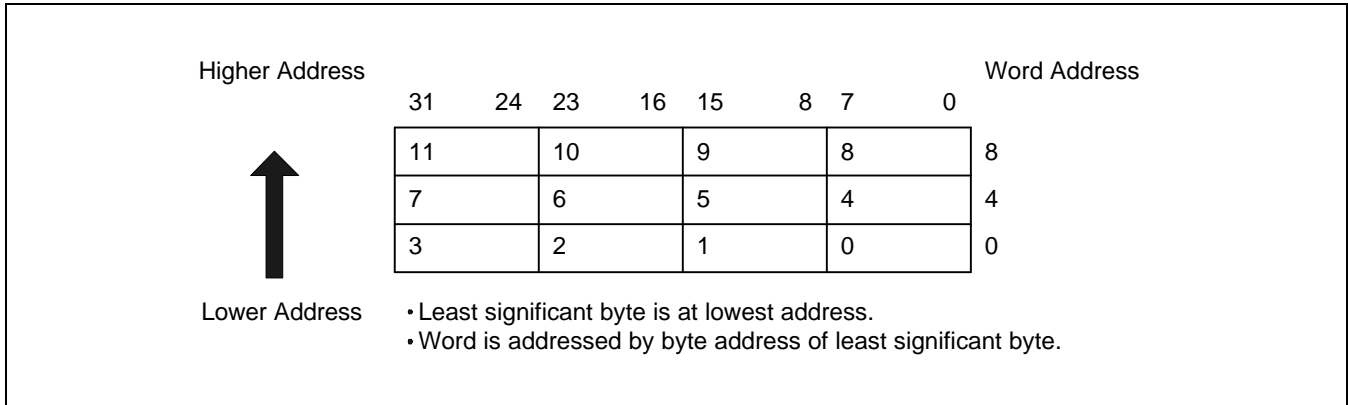 Higher Address Word Address
31 24 23 16 15 8 7 0
11 10 9 8 8
7 6 5 4 4
3 2 1 0 0
Lower Address • Least significant byte is at lowest address.
• Word is addressed by byte address of least significant byte.